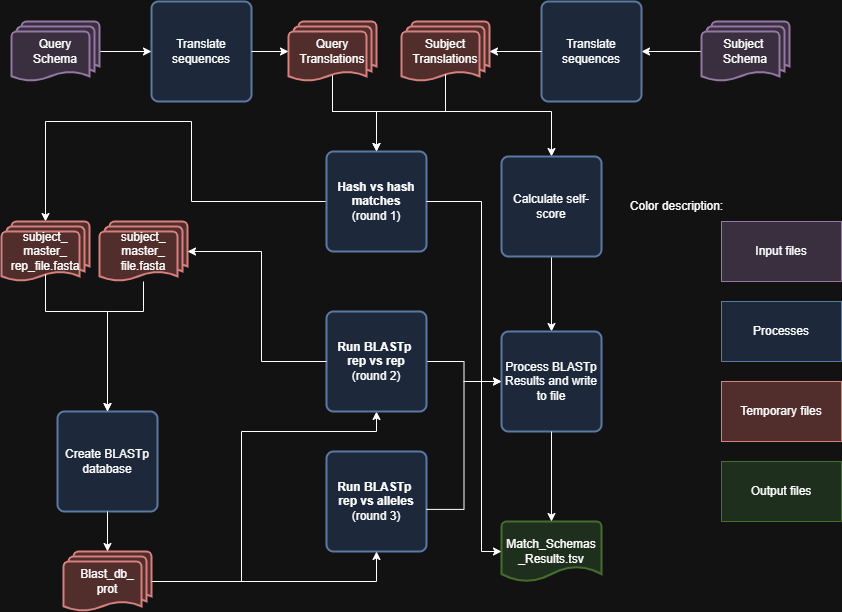 Query
Schema
Translate
sequences
Query
Translations
Subject
Translations
Translate
sequences
Subject
Schema
Hash vs hash
matches
(round 1)
Calculate self-
score
Color description:
subject_
master_
rep_file.fasta
subject_
master_
file.fasta
Input files
Run BLASTp
rep vs rep
(round 2)
Process BLASTp
Results and write
to file
Processes
Temporary files
Create BLASTp
database
Run BLASTp
rep vs alleles
(round 3)
Output files
Match_Schemas
_Results.tsv
Blast_db_
prot